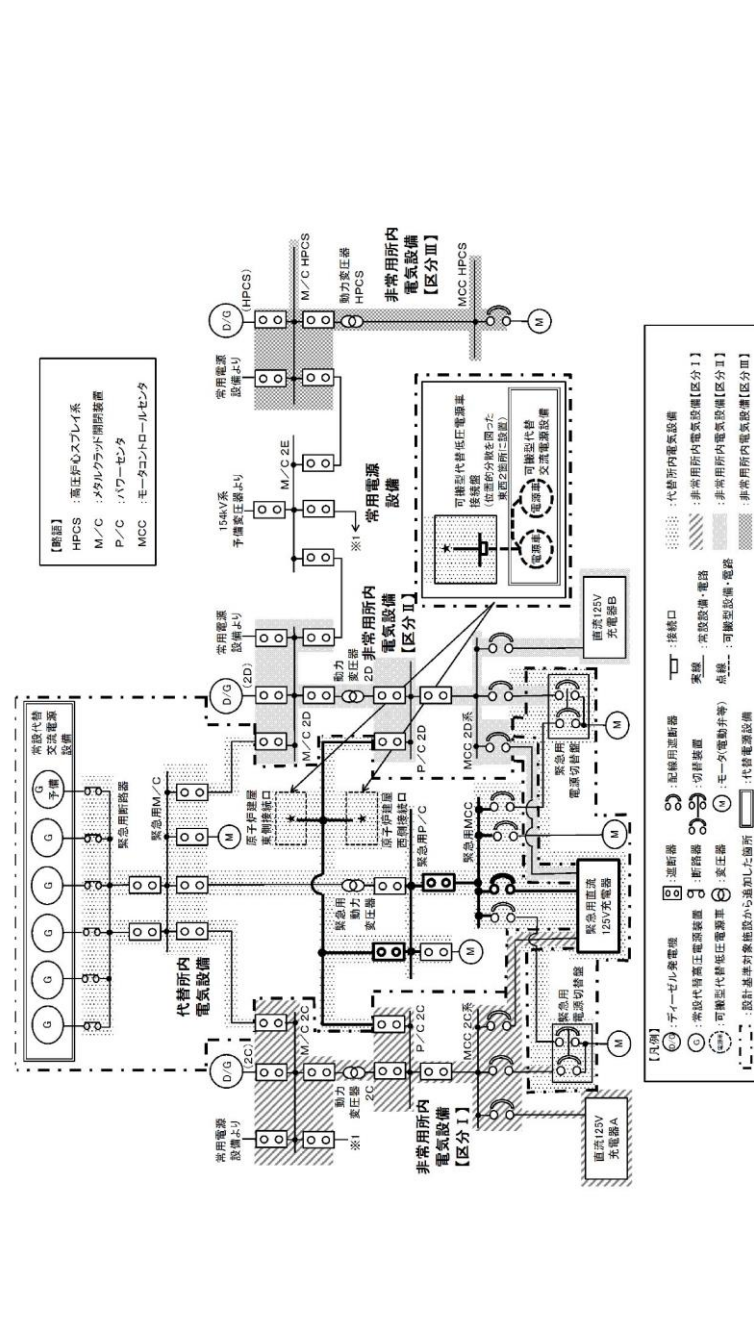 【略語】
HPCS :高圧炉心スプレイ系
M/C :メタルクラッド開閉装置
P/C :パワーセンタ
MCC :モータコントロールセンタ
常設代替
交流電源
設備
G
G
G
G
G
G
予備
緊急用断路器
緊急用M/C
M
代替所内
電気設備
常用電源
設備より
D/G
(2C)
M/C 2C
※1
動力
変圧器
2C
P/C 2C
非常用所内
電気設備
【区分Ⅰ】
MCC 2C系
直流125V
充電器A
緊急用
電源切替盤
M
緊急用
動力
変圧器
緊急用P/C
M
緊急用MCC
緊急用直流
125V充電器
M
原子炉建屋
東側接続口
原子炉建屋
西側接続口
D/G
(2D)
常用電源
設備より
M/C 2D
動力
変圧器
2D
非常用所内
電気設備
【区分Ⅱ】
P/C 2D
MCC 2D系
緊急用
電源切替盤
M
直流125V
充電器B
154kV系
予備変圧器より
M/C 2E
※1
常用電源
設備
常用電源
設備より
D/G
(HPCS)
M/C HPCS
動力変圧器
HPCS
非常用所内
電気設備
【区分Ⅲ】
MCC HPCS
M
可搬型代替低圧電源車
接続盤
(位置的分散を図った
東西2箇所に設置)
可搬型代替
交流電源設備
電源車
電源車
【凡例】
D/G :ディーゼル発電機
G :常設代替高圧電源装置
電源車 :可搬型代替低圧電源車
:設計基準対象施設から追加した箇所
:遮断器
:断路器
:変圧器
:代替電源設備
:配線用遮断器
:切替装置
M :モータ(電動弁等)
:接続口
実線 :常設設備・電路
点線 :可搬型設備・電路
:代替所内電気設備
:非常用所内電気設備【区分Ⅰ】
:非常用所内電気設備【区分Ⅱ】
:非常用所内電気設備【区分Ⅲ】